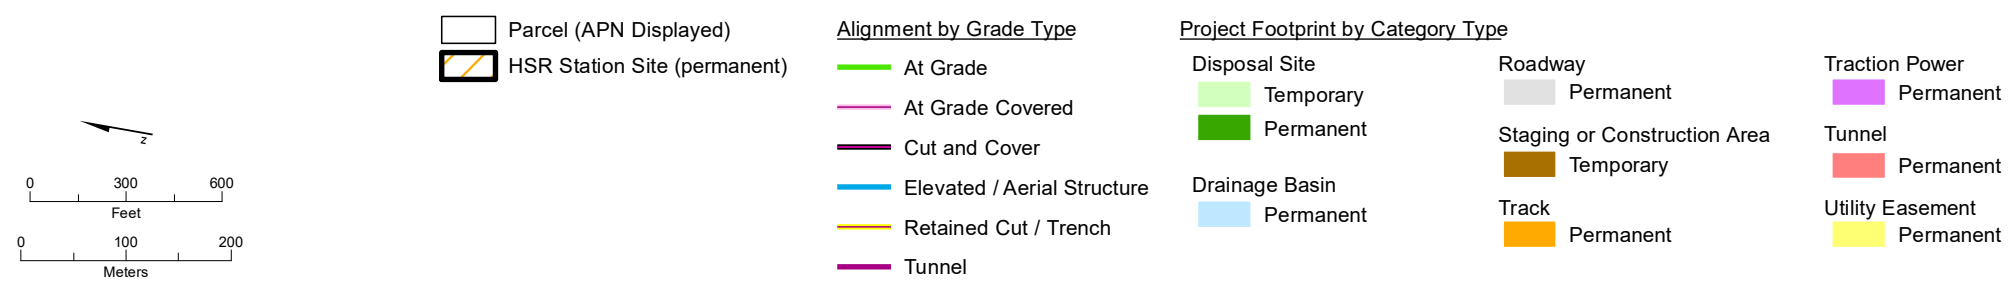 Parcel (APN Displayed)
HSR Station Site (permanent)
z
0 300 600
Feet
0 100 200
Meters
Alignment by Grade Type
At Grade
At Grade Covered
Cut and Cover
Elevated / Aerial Structure
Retained Cut / Trench
Tunnel
Project Footprint by Category Type
Disposal Site
Temporary
Permanent
Drainage Basin
Permanent
Roadway
Permanent
Staging or Construction Area
Temporary
Track
Permanent
Traction Power
Permanent
Tunnel
Permanent
Utility Easement
Permanent